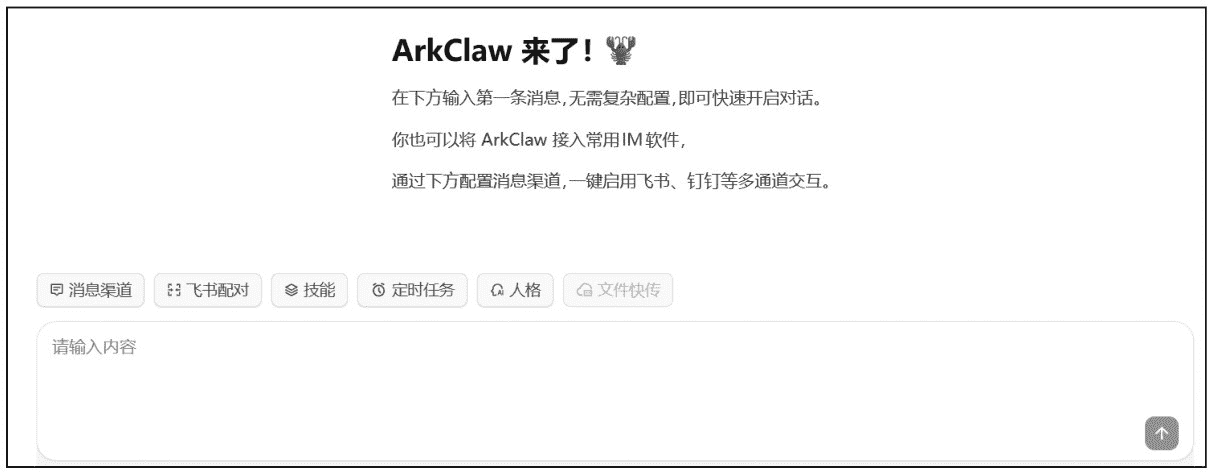 ArkClaw 来了！🦞
在下方输入第一条消息，无需复杂配置，即可快速开启对话。
你也可以将 ArkClaw 接入常用IM软件，
通过下方配置消息渠道，一键启用飞书、钉钉等多通道交互。
消息渠道 飞书配对 技能 定时任务 人格 文件快传
请输入内容